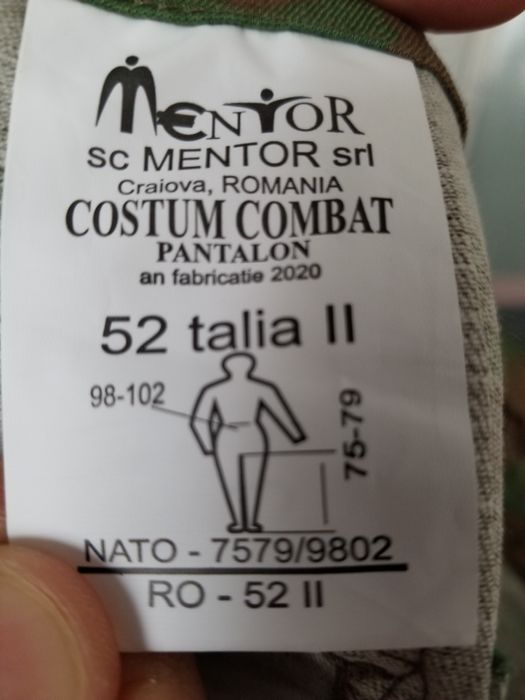 MENTOR
sc MENTOR srl
Craiova, ROMANIA
COSTUM COMBAT
PANTALON
an fabricatie 2020
52 talia II
98-102
75-79
NATO - 7579/9802
RO - 52 II